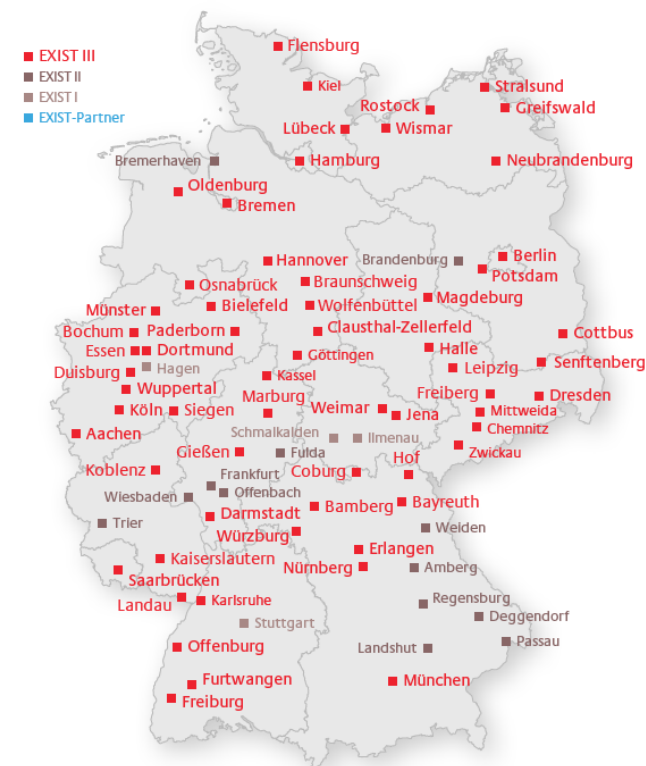 EXIST III
EXIST II
EXIST I
EXIST-Partner
Flensburg
Kiel
Stralsund
Rostock
Greifswald
Lübeck
Wismar
Bremerhaven
Hamburg
Neubrandenburg
Oldenburg
Bremen
Hannover
Brandenburg
Berlin
Potsdam
Osnabrück
Braunschweig
Magdeburg
Münster
Bielefeld
Wolfenbüttel
Bochum
Paderborn
Clausthal-Zellerfeld
Cottbus
Essen
Dortmund
Göttingen
Halle
Senftenberg
Duisburg
Hagen
Kassel
Leipzig
Wuppertal
Marburg
Freiberg
Dresden
Köln
Siegen
Weimar
Jena
Mittweida
Aachen
Schmalkalden
Ilmenau
Chemnitz
Gießen
Fulda
Hof
Zwickau
Koblenz
Frankfurt
Coburg
Wiesbaden
Offenbach
Bamberg
Bayreuth
Trier
Darmstadt
Würzburg
Weiden
Kaiserslautern
Erlangen
Saarbrücken
Nürnberg
Amberg
Landau
Karlsruhe
Regensburg
Stuttgart
Deggendorf
Offenburg
Landshut
Passau
Furtwangen
München
Freiburg